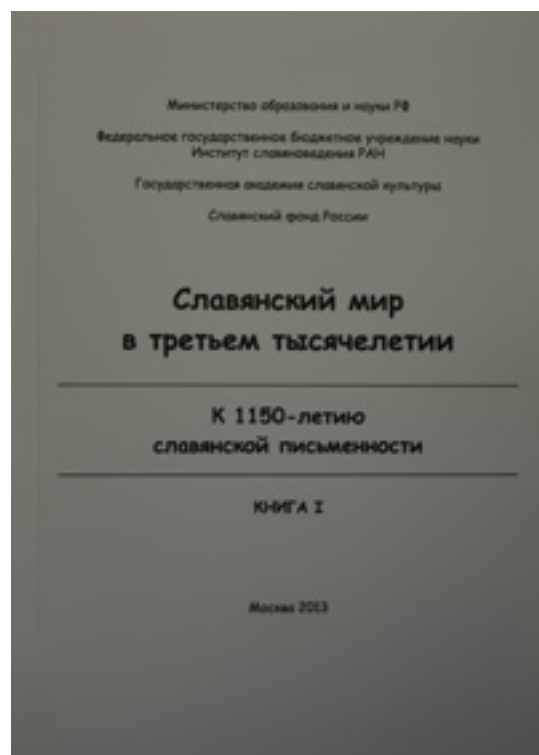 Министерство образования и науки РФ
Федеральное государственное бюджетное учреждение науки
Институт славяноведения РАН
Государственная академия славянской культуры
Славянский фонд России
Славянский мир
в третьем тысячелетии
К 1150-летию
славянской письменности
КНИГА I
Москва 2013